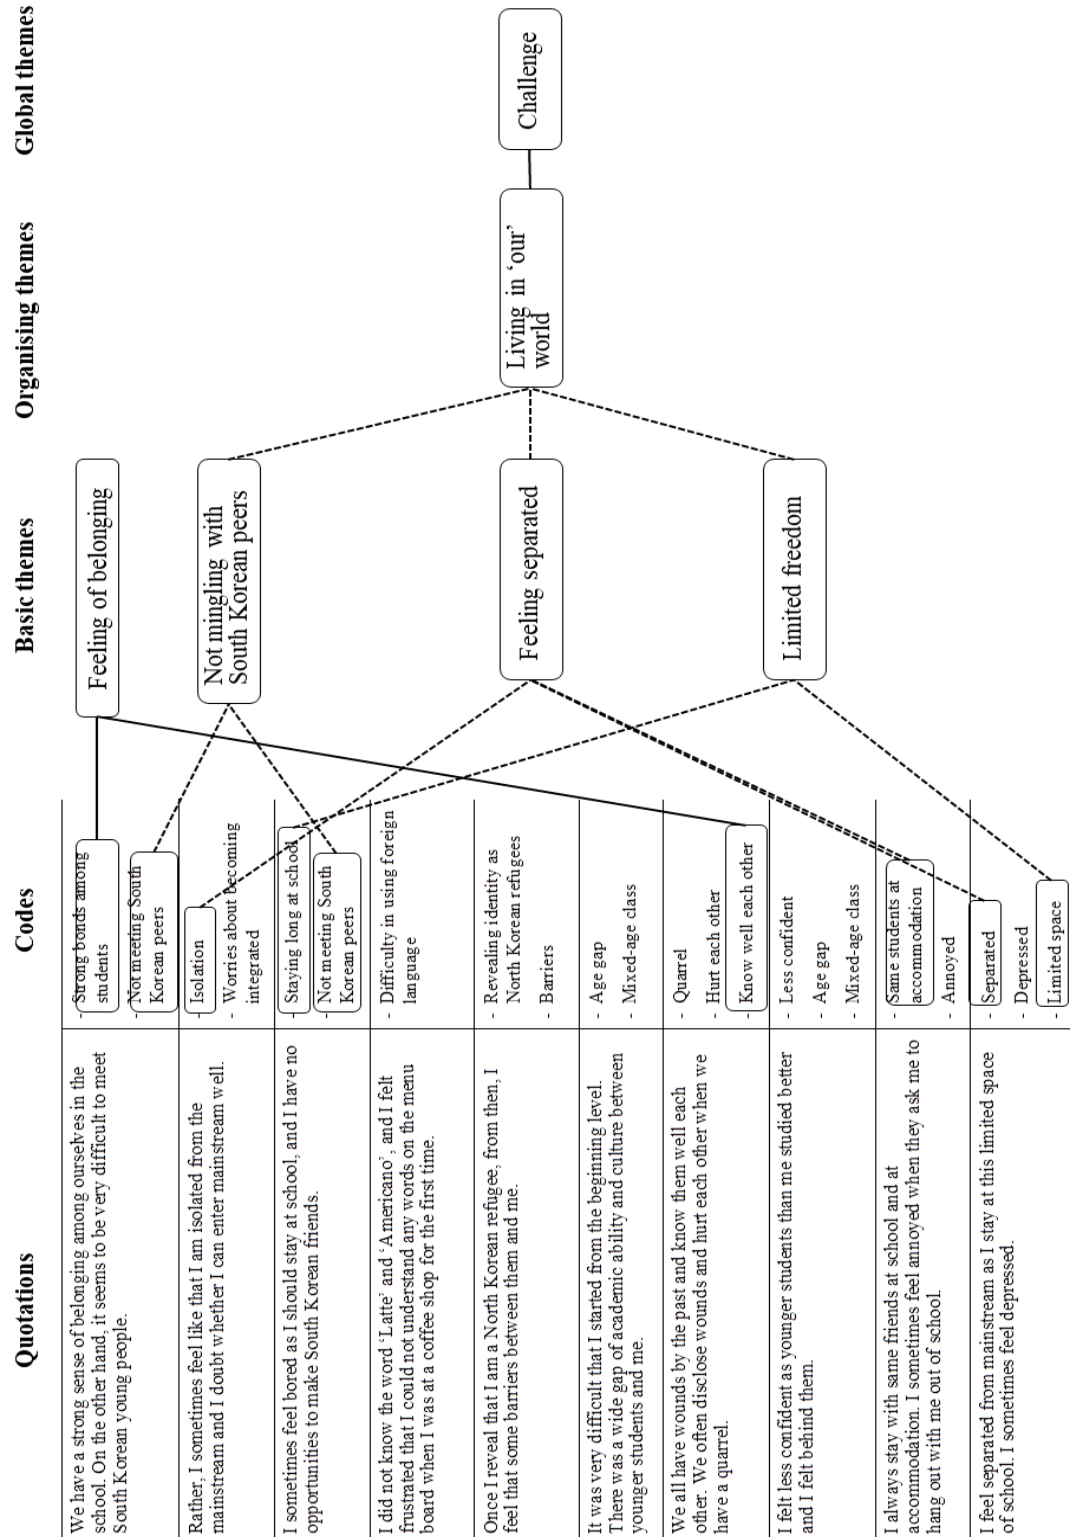 Quotations
Codes
Basic themes
Organising themes
Global themes
We have a strong sense of belonging among ourselves in the
school. On the other hand, it seems to be very difficult to meet
South Korean young people.
- Strong bonds among
students
- Not meeting South
Korean peers
Rather, I sometimes feel like that I am isolated from the
mainstream and I doubt whether I can enter mainstream well.
- Isolation
- Worries about becoming
integrated
I sometimes feel bored as I should stay at school, and I have no
opportunities to make South Korean friends.
- Staying long at school
- Not meeting South
Korean peers
I did not know the word ‘Latte’ and ‘Americano’, and I felt
frustrated that I could not understand any words on the menu
board when I was at a coffee shop for the first time.
- Difficulty in using foreign
language
Once I reveal that I am a North Korean refugee, from then, I
feel that some barriers between them and me.
- Revealing identity as
North Korean refugees
- Barriers
It was very difficult that I started from the beginning level.
There was a wide gap of academic ability and culture between
younger students and me.
- Age gap
- Mixed-age class
We all have wounds by the past and know them well each
other. We often disclose wounds and hurt each other when we
have a quarrel.
- Quarrel
- Hurt each other
- Know well each other
I felt less confident as younger students than me studied better
and I felt behind them.
- Less confident
- Age gap
- Mixed-age class
I always stay with same friends at school and at
accommodation. I sometimes feel annoyed when they ask me to
hang out with me out of school.
- Same students at
accommodation
- Annoyed
I feel separated from mainstream as I stay at this limited space
of school. I sometimes feel depressed.
- Separated
- Depressed
- Limited space
Feeling of belonging
Not mingling with
South Korean peers
Feeling separated
Limited freedom
Living in ‘our’
world
Challenge